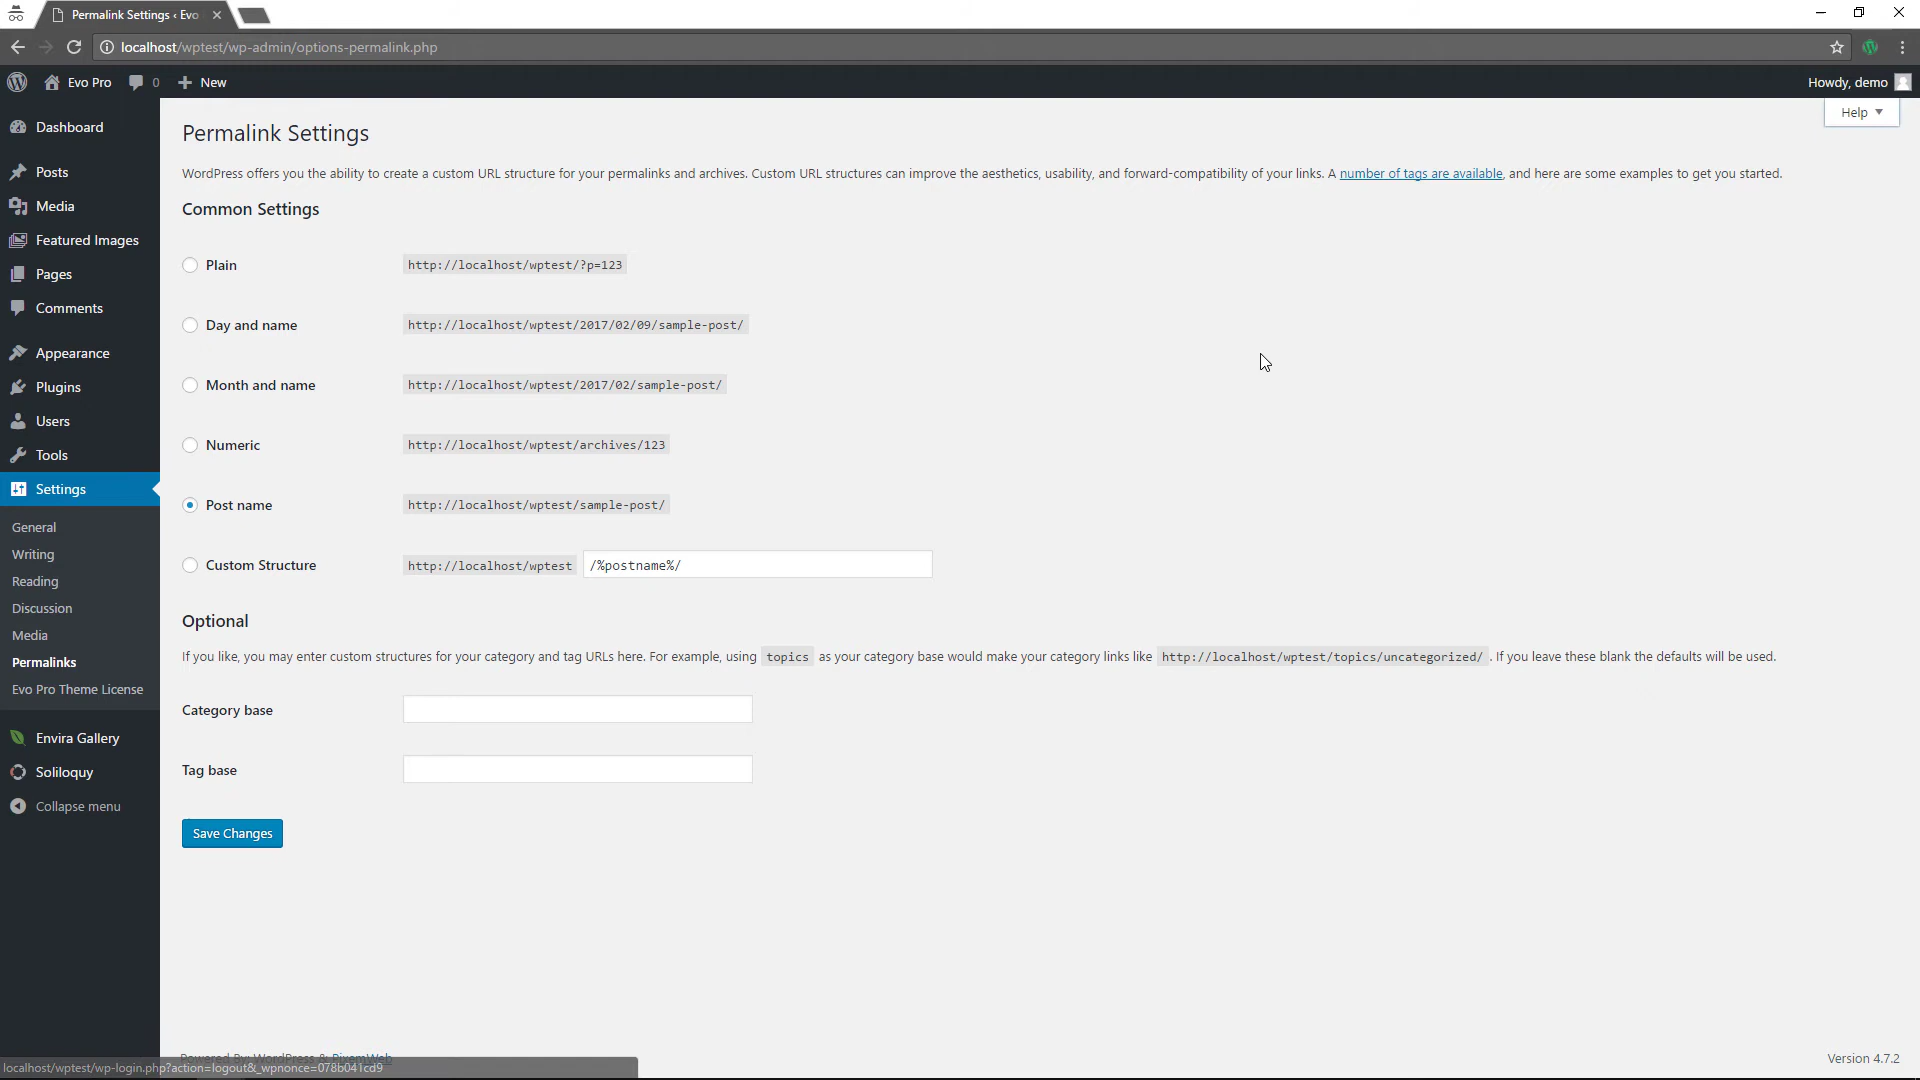 Permalink Settings ‹ Evo
localhost/wptest/wp-admin/options-permalink.php
Evo Pro 0 New Howdy, demo
Help
Dashboard
Posts
Media
Featured Images
Pages
Comments
Appearance
Plugins
Users
Tools
Settings
General
Writing
Reading
Discussion
Media
Permalinks
Evo Pro Theme License
Envira Gallery
Soliloquy
Collapse menu
Permalink Settings
WordPress offers you the ability to create a custom URL structure for your permalinks and archives. Custom URL structures can improve the aesthetics, usability, and forward-compatibility of your links. A number of tags are available, and here are some examples to get you started.
Common Settings
Plain http://localhost/wptest/?p=123
Day and name http://localhost/wptest/2017/02/09/sample-post/
Month and name http://localhost/wptest/2017/02/sample-post/
Numeric http://localhost/wptest/archives/123
Post name http://localhost/wptest/sample-post/
Custom Structure http://localhost/wptest /%postname%/
Optional
If you like, you may enter custom structures for your category and tag URLs here. For example, using topics as your category base would make your category links like http://localhost/wptest/topics/uncategorized/ . If you leave these blank the defaults will be used.
Category base
Tag base
Save Changes
Powered By: WordPress & PixemWeb
Version 4.7.2
localhost/wptest/wp-login.php?action=logout&_wpnonce=078b041cd9